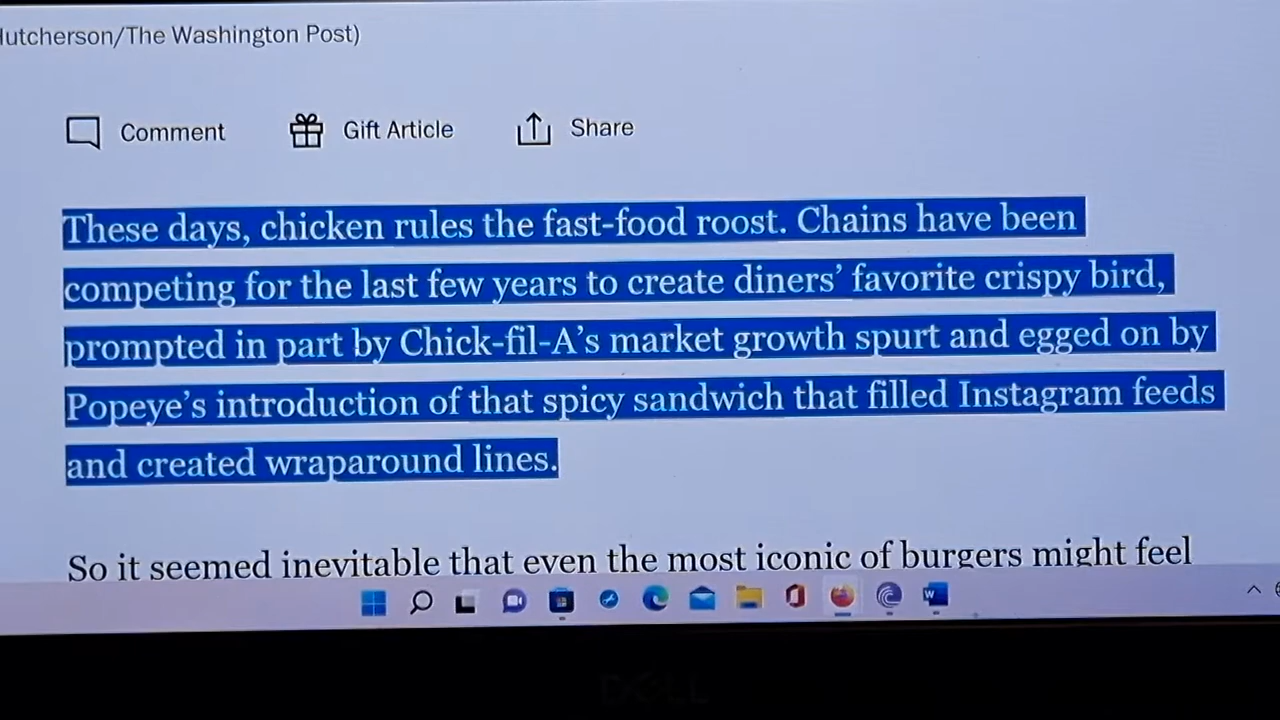 Hutcherson/The Washington Post)
Comment Gift Article Share
These days, chicken rules the fast-food roost. Chains have been
competing for the last few years to create diners’ favorite crispy bird,
prompted in part by Chick-fil-A’s market growth spurt and egged on by
Popeye’s introduction of that spicy sandwich that filled Instagram feeds
and created wraparound lines.
So it seemed inevitable that even the most iconic of burgers might feel
DELL